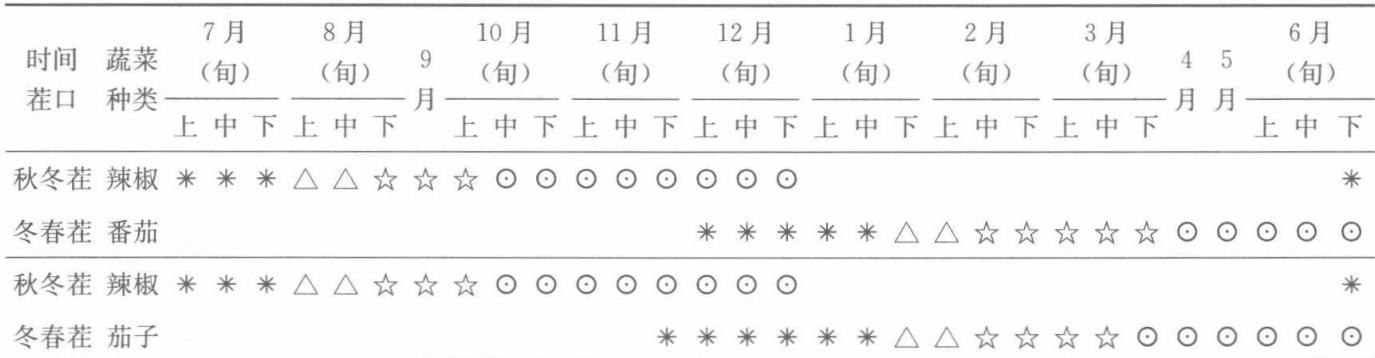 7月 8月 10月 11月 12月 1月 2月 3月 6月
时间 蔬菜 (旬) (旬) 9 (旬) (旬) (旬) (旬) (旬) (旬) 4 5 (旬)
茬口 种类 月 月 月
上 中 下 上 中 下 上 中 下 上 中 下 上 中 下 上 中 下 上 中 下 上 中 下 上 中 下
秋冬茬 辣椒 * * * △ △ ☆ ☆ ☆ ⊙ ⊙ ⊙ ⊙ ⊙ ⊙ ⊙ ⊙ *
冬春茬 番茄 * * * * * △ △ ☆ ☆ ☆ ☆ ☆ ⊙ ⊙ ⊙ ⊙ ⊙
秋冬茬 辣椒 * * * △ △ ☆ ☆ ☆ ⊙ ⊙ ⊙ ⊙ ⊙ ⊙ ⊙ ⊙ *
冬春茬 茄子 * * * * * * △ △ ☆ ☆ ☆ ☆ ⊙ ⊙ ⊙ ⊙ ⊙ ⊙